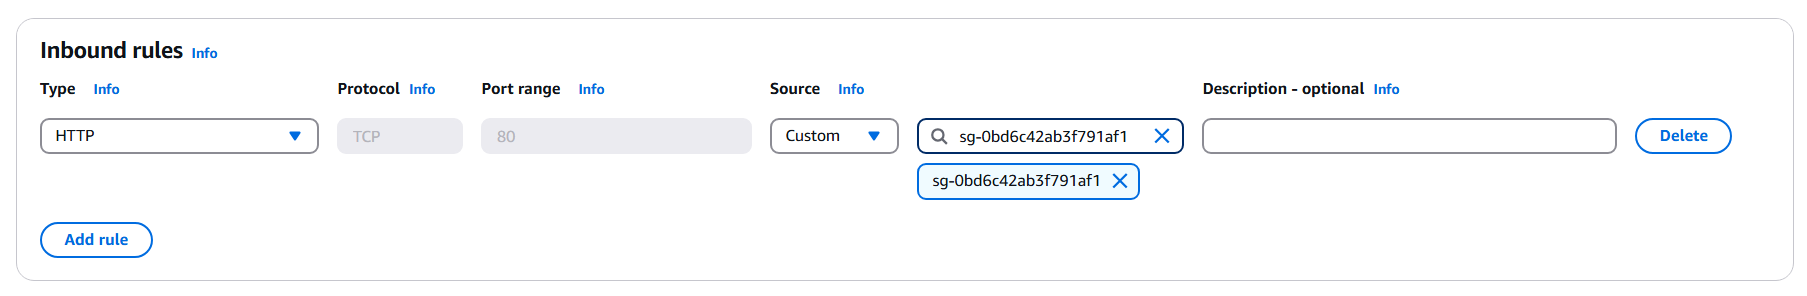 Inbound rules Info
Type Info Protocol Info Port range Info Source Info Description - optional Info
HTTP TCP 80 Custom sg-0bd6c42ab3f791af1 Delete
sg-0bd6c42ab3f791af1
Add rule